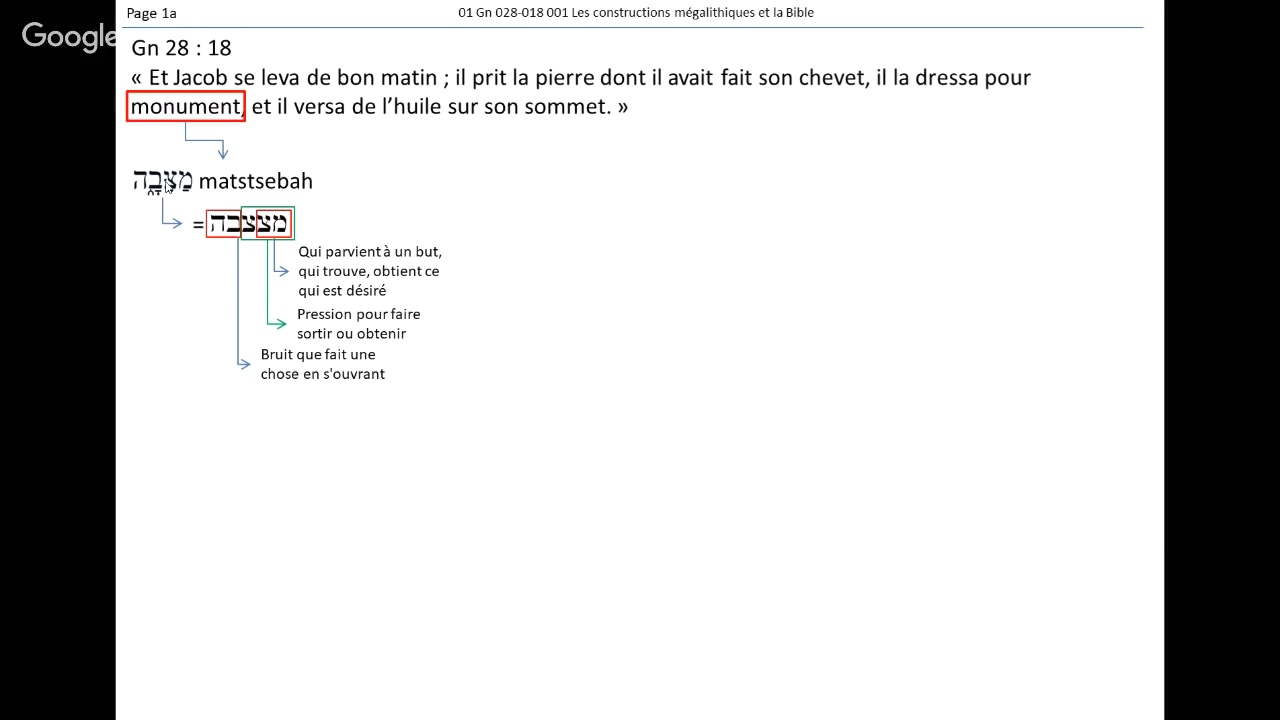 Page 1a
01 Gn 028-018 001 Les constructions mégalithiques et la Bible
Google
Gn 28 : 18
« Et Jacob se leva de bon matin ; il prit la pierre dont il avait fait son chevet, il la dressa pour
monument, et il versa de l’huile sur son sommet. »
מַצֵּבָ֑ה matstsebah
= מצצבה
Qui parvient à un but,
qui trouve, obtient ce
qui est désiré
Pression pour faire
sortir ou obtenir
Bruit que fait une
chose en s'ouvrant